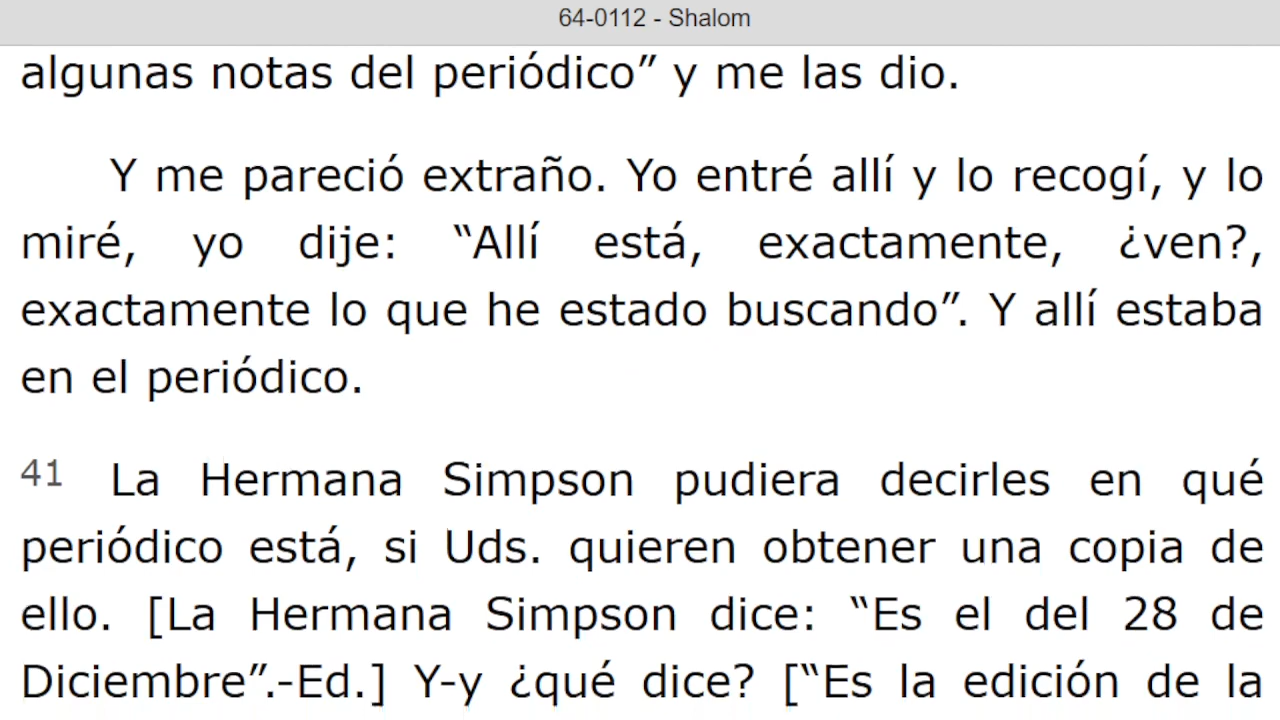 64-0112 - Shalom
algunas notas del periódico” y me las dio.
Y me pareció extraño. Yo entré allí y lo recogí, y lo
miré, yo dije: “Allí está, exactamente, ¿ven?,
exactamente lo que he estado buscando”. Y allí estaba
en el periódico.
41 La Hermana Simpson pudiera decirles en qué
periódico está, si Uds. quieren obtener una copia de
ello. [La Hermana Simpson dice: “Es el del 28 de
Diciembre”.-Ed.] Y-y ¿qué dice? [“Es la edición de la